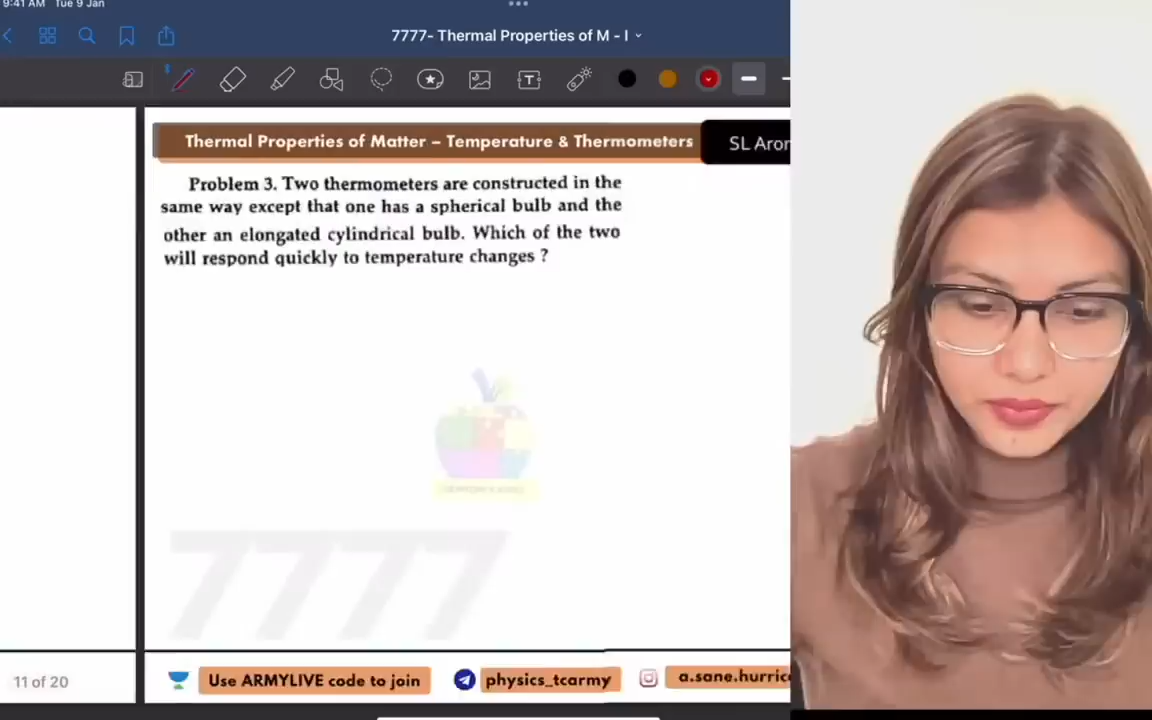 9:41 AM Tue 9 Jan
7777- Thermal Properties of M - I
T
Thermal Properties of Matter – Temperature & Thermometers
SL
Problem 3. Two thermometers are constructed in the
same way except that one has a spherical bulb and the
other an elongated cylindrical bulb. Which of the two
will respond quickly to temperature changes ?
7777
11 of 20
Use ARMYLIVE code to join
physics_tcarmy
a.sane.hurric